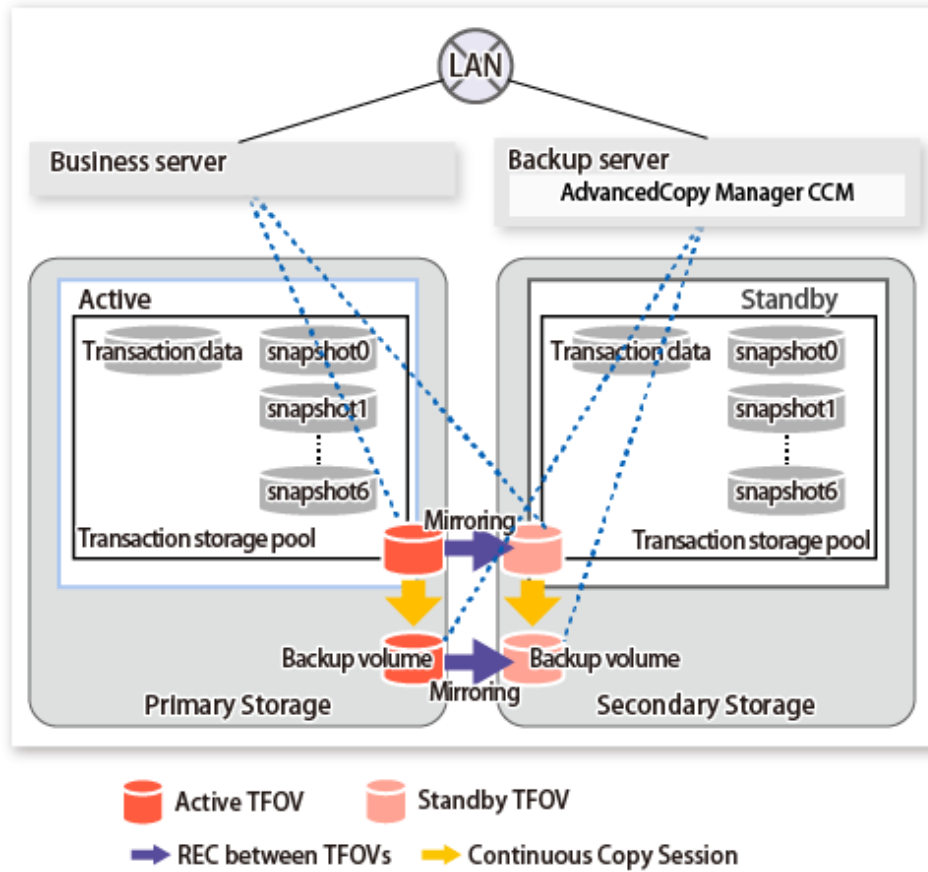 LAN
Business server
Backup server
AdvancedCopy Manager CCM
Active
Transaction data
snapshot0
snapshot1
snapshot6
Transaction storage pool
Standby
Transaction data
snapshot0
snapshot1
snapshot6
Transaction storage pool
Mirroring
Backup volume
Backup volume
Mirroring
Primary Storage
Secondary Storage
Active TFOV
Standby TFOV
REC between TFOVs
Continuous Copy Session